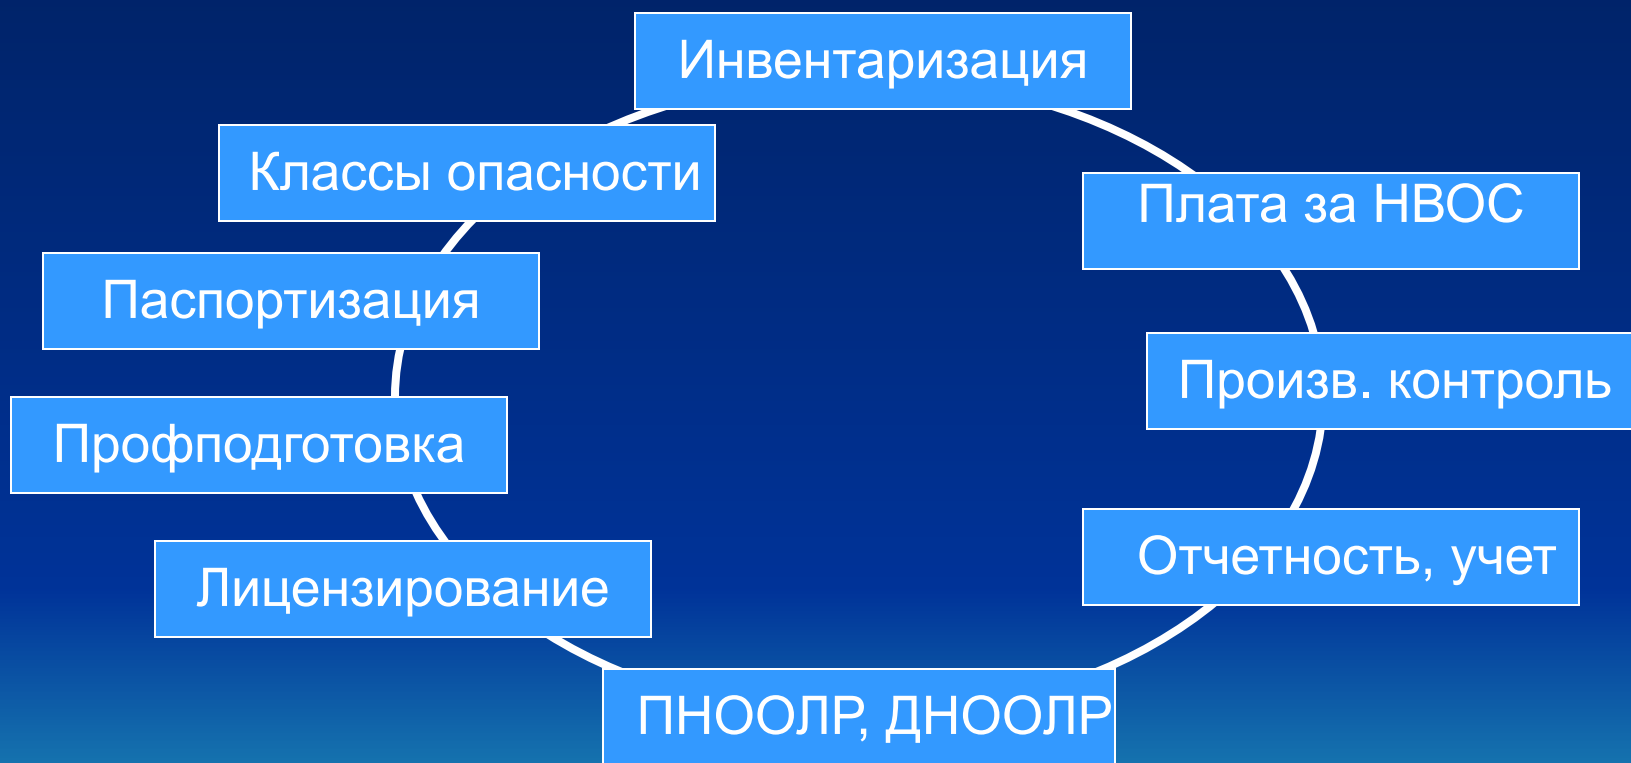 Инвентаризация
Классы опасности
Плата за НВОС
Паспортизация
Произв. контроль
Профподготовка
Отчетность, учет
Лицензирование
ПНООЛР, ДНООЛР